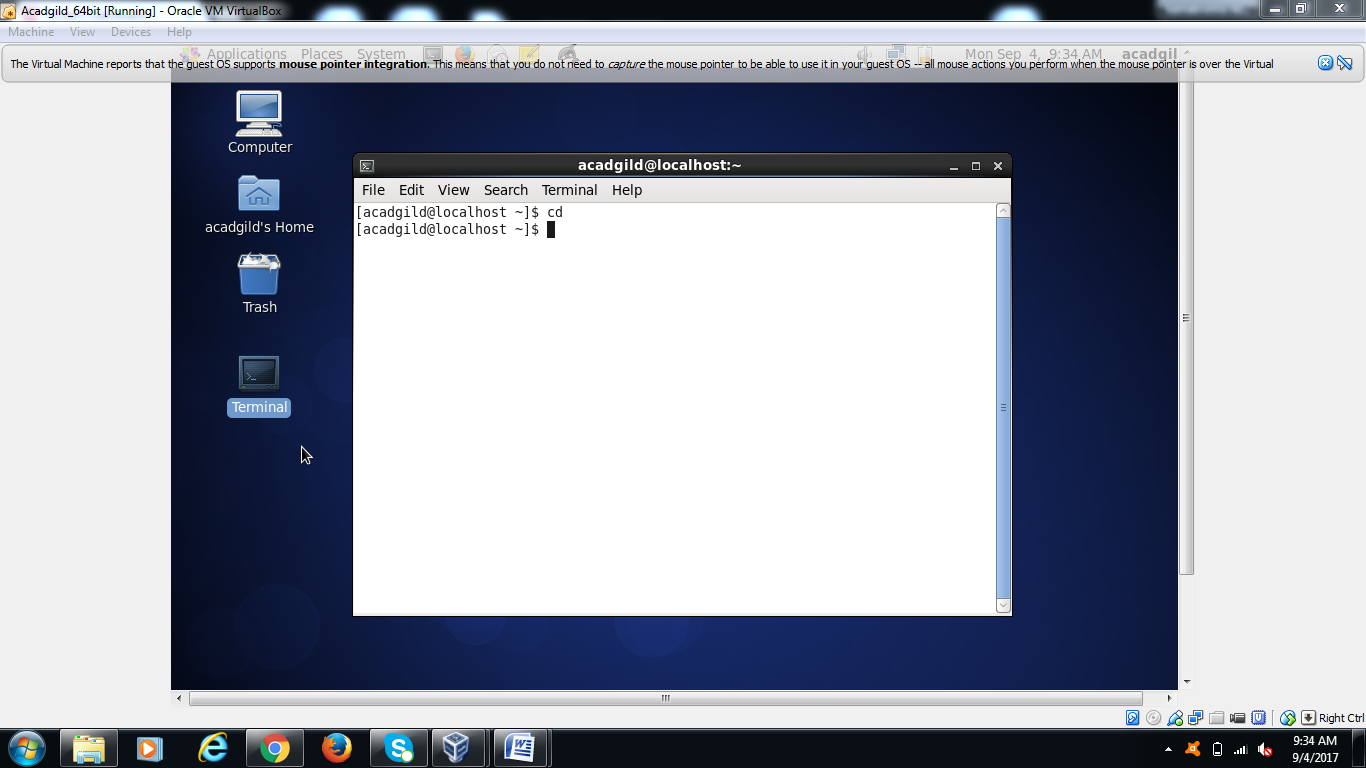 Acadgild_64bit [Running] - Oracle VM VirtualBox
Machine View Devices Help
Applications Places System Mon Sep 4, 9:34 AM acadgil
The Virtual Machine reports that the guest OS supports mouse pointer integration. This means that you do not need to capture the mouse pointer to be able to use it in your guest OS -- all mouse actions you perform when the mouse pointer is over the Virtual
Computer
acadgild's Home
Trash
Terminal
acadgild@localhost:~
File Edit View Search Terminal Help
[acadgild@localhost ~]$ cd
[acadgild@localhost ~]$
Right Ctrl
9:34 AM
9/4/2017